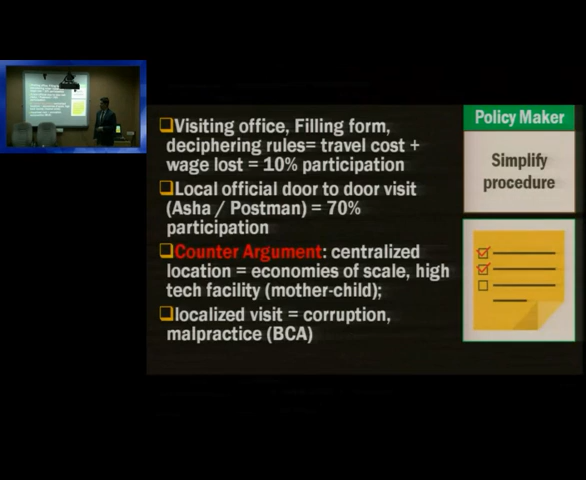 ❑Visiting office, Filling form,
deciphering rules= travel cost +
wage lost = 10% participation
❑Local official door to door visit
(Asha / Postman) = 70%
participation
❑Counter Argument: centralized
location = economies of scale, high
tech facility (mother-child);
❑localized visit = corruption,
malpractice (BCA)
Policy Maker
Simplify
procedure